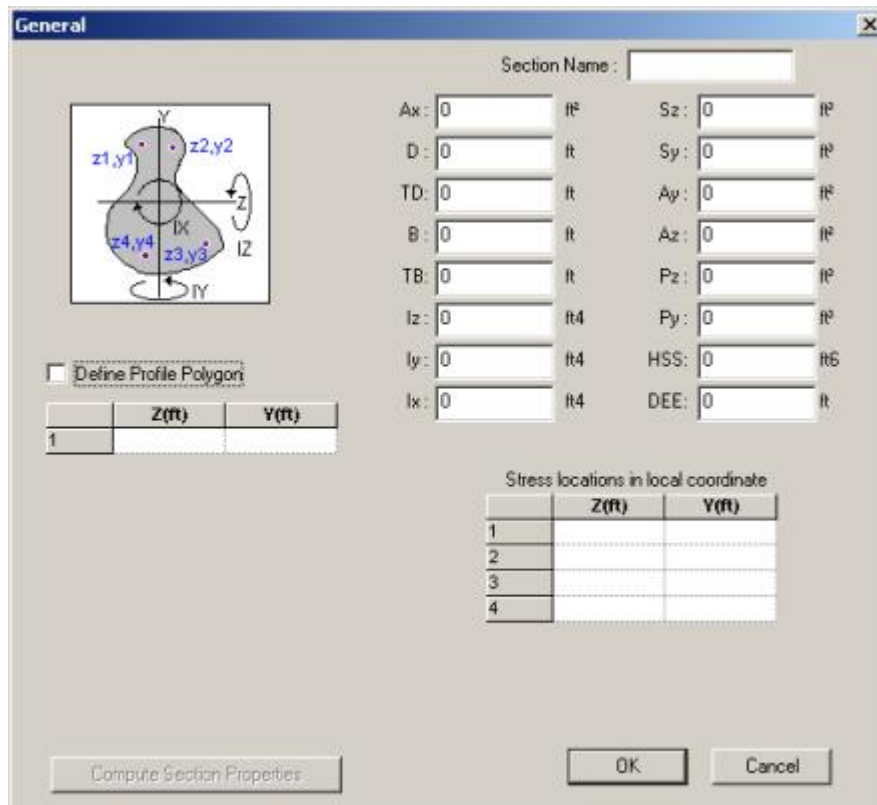 General
Section Name :
Y
z1,y1
z2,y2
Z
IX
z4,y4
z3,y3
IZ
IY
Ax : 0 ft²
D : 0 ft
TD: 0 ft
B : 0 ft
TB: 0 ft
Iz : 0 ft4
Iy : 0 ft4
Ix : 0 ft4
Sz : 0 ft³
Sy : 0 ft³
Ay : 0 ft²
Az : 0 ft²
Pz : 0 ft³
Py : 0 ft³
HSS: 0 ft6
DEE: 0 ft
Define Profile Polygon
Z(ft) Y(ft)
1
Stress locations in local coordinate
Z(ft) Y(ft)
1
2
3
4
Compute Section Properties
OK
Cancel